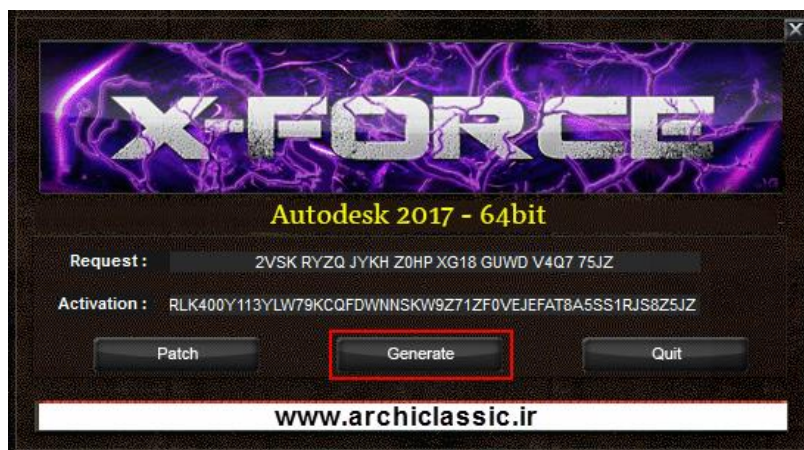 X
X-FORCE
JG
Autodesk 2017 - 64bit
Request : 2VSK RYZQ JYKH Z0HP XG18 GUWD V4Q7 75JZ
Activation : RLK400Y113YLW79KCQFDWNNSKW9Z71ZF0VEJEFAT8A5SS1RJS8Z5JZ
Patch Generate Quit
www.archiclassic.ir